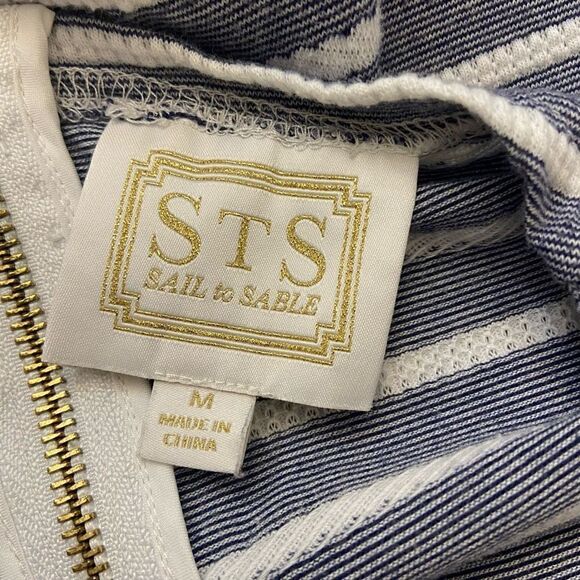 STS
SAIL to SABLE
M
MADE IN
CHINA